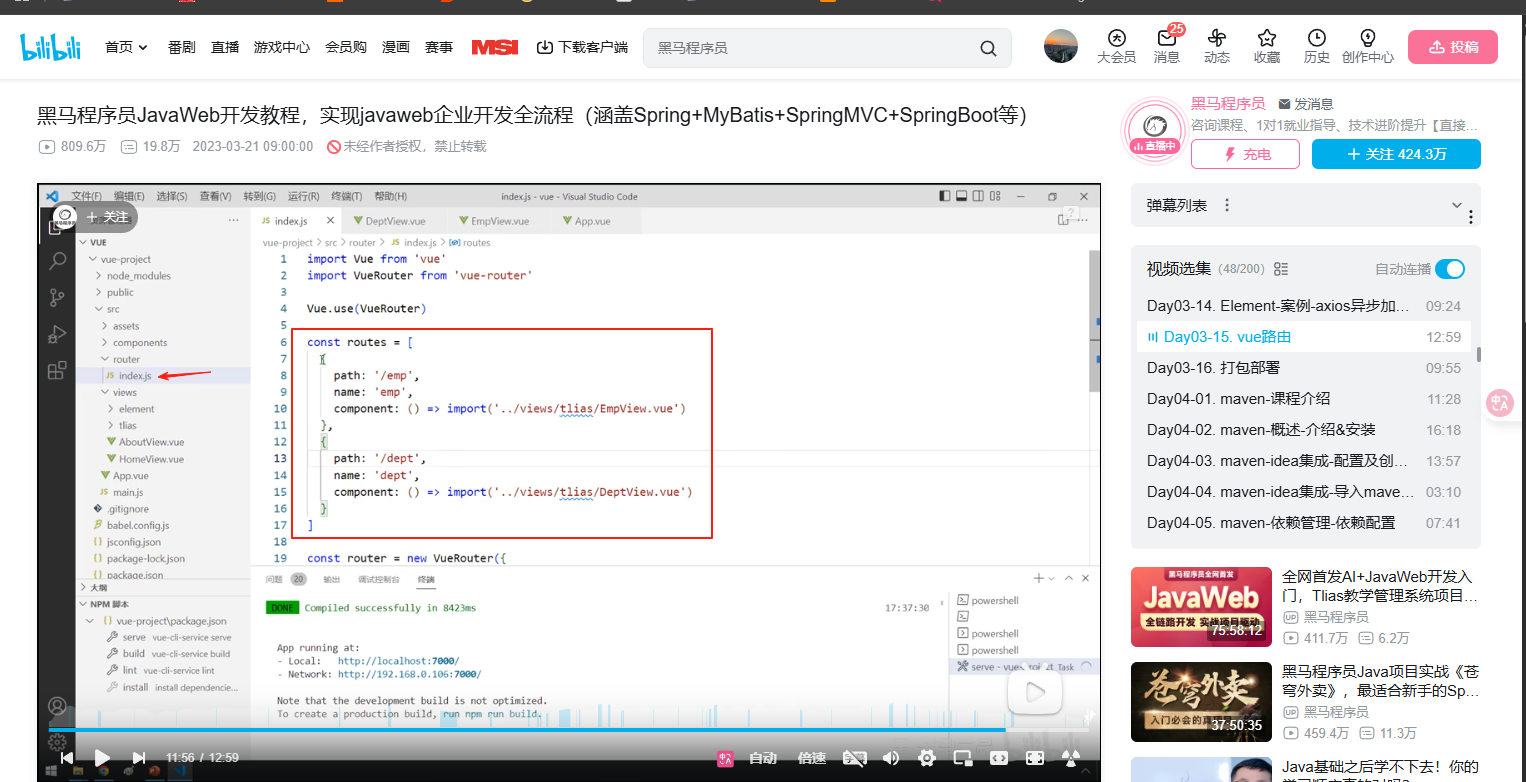 bilibili
首页
番剧
直播
游戏中心
会员购
漫画
赛事
MSI
下载客户端
黑马程序员
大会员
25
消息
动态
收藏
历史
创作中心
投稿
黑马程序员JavaWeb开发教程，实现javaweb企业开发全流程（涵盖Spring+MyBatis+SpringMVC+SpringBoot等）
809.6万 19.8万 2023-03-21 09:00:00 未经作者授权，禁止转载
直播中
黑马程序员 发消息
咨询课程、1对1就业指导、技术进阶提升【直接...
充电
+ 关注 424.3万
文件(F) 编辑(E) 选择(S) 查看(V) 转到(G) 运行(R) 终端(T) 帮助(H) index.js - vue - Visual Studio Code
+ 关注
index.js DeptView.vue EmpView.vue App.vue
vue-project > src > router > JS index.js > routes
VUE
vue-project
node_modules
public
src
assets
components
router
JS index.js
views
element
tlias
AboutView.vue
HomeView.vue
App.vue
JS main.js
.gitignore
babel.config.js
jsconfig.json
package-lock.json
package.json
大纲
NPM 脚本
vue-project\package.json
serve vue-cli-service serve
build vue-cli-service build
lint vue-cli-service lint
install install dependencie...
1 import Vue from 'vue'
2 import VueRouter from 'vue-router'
3
4 Vue.use(VueRouter)
5
6 const routes = [
7 {
8 path: '/emp',
9 name: 'emp',
10 component: () => import('../views/tlias/EmpView.vue')
11 },
12 {
13 path: '/dept',
14 name: 'dept',
15 component: () => import('../views/tlias/DeptView.vue')
16 }
17 ]
18
19 const router = new VueRouter({
问题 20 输出 调试控制台 终端
DONE Compiled successfully in 8423ms 17:37:30
App running at:
- Local: http://localhost:7000/
- Network: http://192.168.0.106:7000/
Note that the development build is not optimized.
To create a production build, run npm run build.
powershell
powershell
powershell
serve - vue-project Task
11:56 / 12:59
自动
倍速
弹幕列表
视频选集 (48/200) 自动连播
Day03-14. Element-案例-axios异步加... 09:24
Day03-15. vue路由 12:59
Day03-16. 打包部署 09:55
Day04-01. maven-课程介绍 11:28
Day04-02. maven-概述-介绍&安装 16:18
Day04-03. maven-idea集成-配置及创... 13:57
Day04-04. maven-idea集成-导入mave... 03:10
Day04-05. maven-依赖管理-依赖配置 07:41
黑马程序员全网首发
JavaWeb
全链路开发 实战项目驱动
75:58:12
全网首发AI+JavaWeb开发入门，Tlias教学管理系统项目...
UP 黑马程序员
411.7万 6.2万
苍穹外卖
37:50:35
黑马程序员Java项目实战《苍穹外卖》，最适合新手的Sp...
UP 黑马程序员
459.4万 11.3万
Java基础之后学不下去！你的